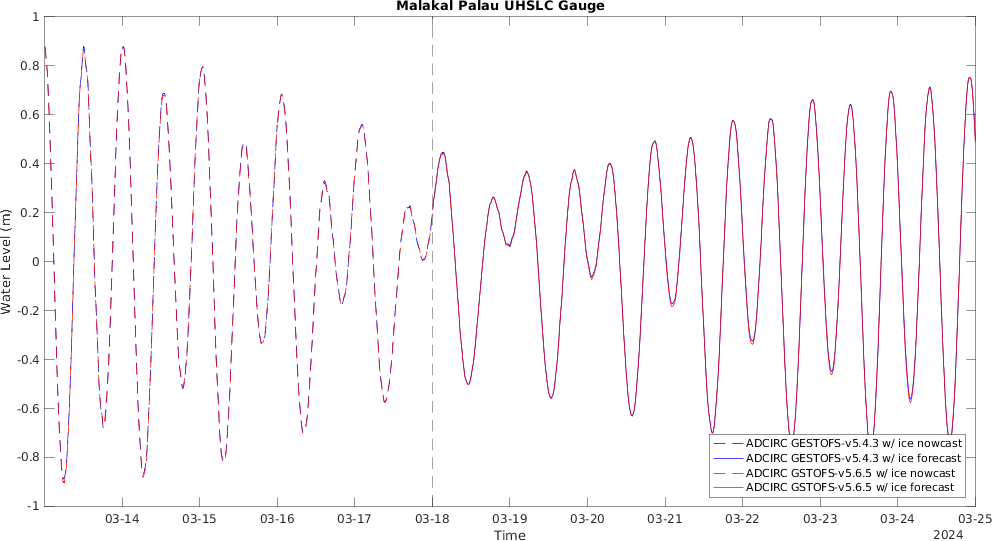 Malakal Palau UHSLC Gauge
Water Level (m)
1
0.8
0.6
0.4
0.2
0
-0.2
-0.4
-0.6
-0.8
-1
ADCIRC GESTOFS-v5.4.3 w/ ice nowcast
ADCIRC GESTOFS-v5.4.3 w/ ice forecast
ADCIRC GSTOFS-v5.6.5 w/ ice nowcast
ADCIRC GSTOFS-v5.6.5 w/ ice forecast
03-14 03-15 03-16 03-17 03-18 03-19 03-20 03-21 03-22 03-23 03-24 03-25
Time 2024